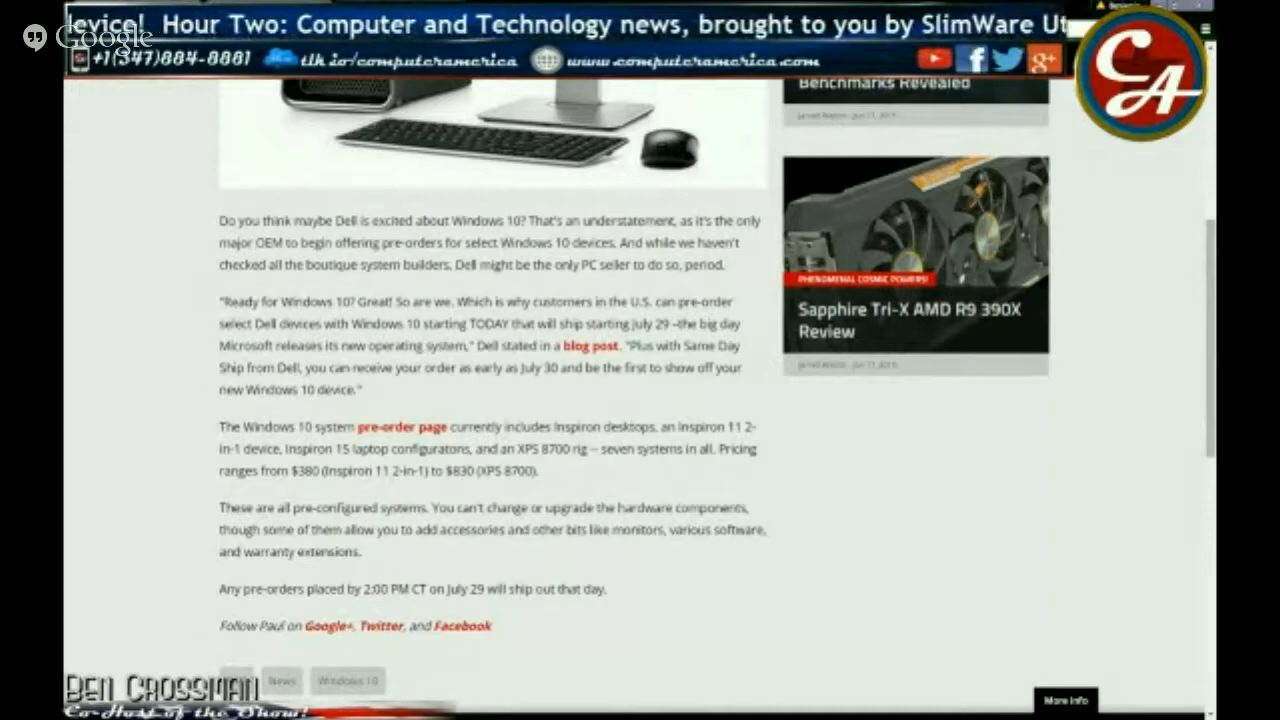 levice!  Hour Two: Computer and Technology news, brought to you by SlimWare Ut
Google
+1(347)884-8881 tlk.io/computeramerica www.computeramerica.com
CA
Benchmarks Revealed
Do you think maybe Dell is excited about Windows 10? That's an understatement, as it's the only
major OEM to begin offering pre-orders for select Windows 10 devices. And while we haven't
checked all the boutique system builders, Dell might be the only PC seller to do so, period.
"Ready for Windows 10? Great! So are we. Which is why customers in the U.S. can pre-order
select Dell devices with Windows 10 starting TODAY that will ship starting July 29 –the big day
Microsoft releases its new operating system," Dell stated in a blog post. "Plus with Same Day
Ship from Dell, you can receive your order as early as July 30 and be the first to show off your
new Windows 10 device."
The Windows 10 system pre-order page currently includes Inspiron desktops, an Inspiron 11 2-
in-1 device, Inspiron 15 laptop configuratons, and an XPS 8700 rig -- seven systems in all. Pricing
ranges from $380 (Inspiron 11 2-in-1) to $830 (XPS 8700).
These are all pre-configured systems. You can't change or upgrade the hardware components,
though some of them allow you to add accessories and other bits like monitors, various software,
and warranty extensions.
Any pre-orders placed by 2:00 PM CT on July 29 will ship out that day.
Follow Paul on Google+, Twitter, and Facebook
News Windows 10
PHENOMENAL COSMIC POWERS!
Sapphire Tri-X AMD R9 390X
Review
More Info
Ben Crossman
Co-Host of the Show!